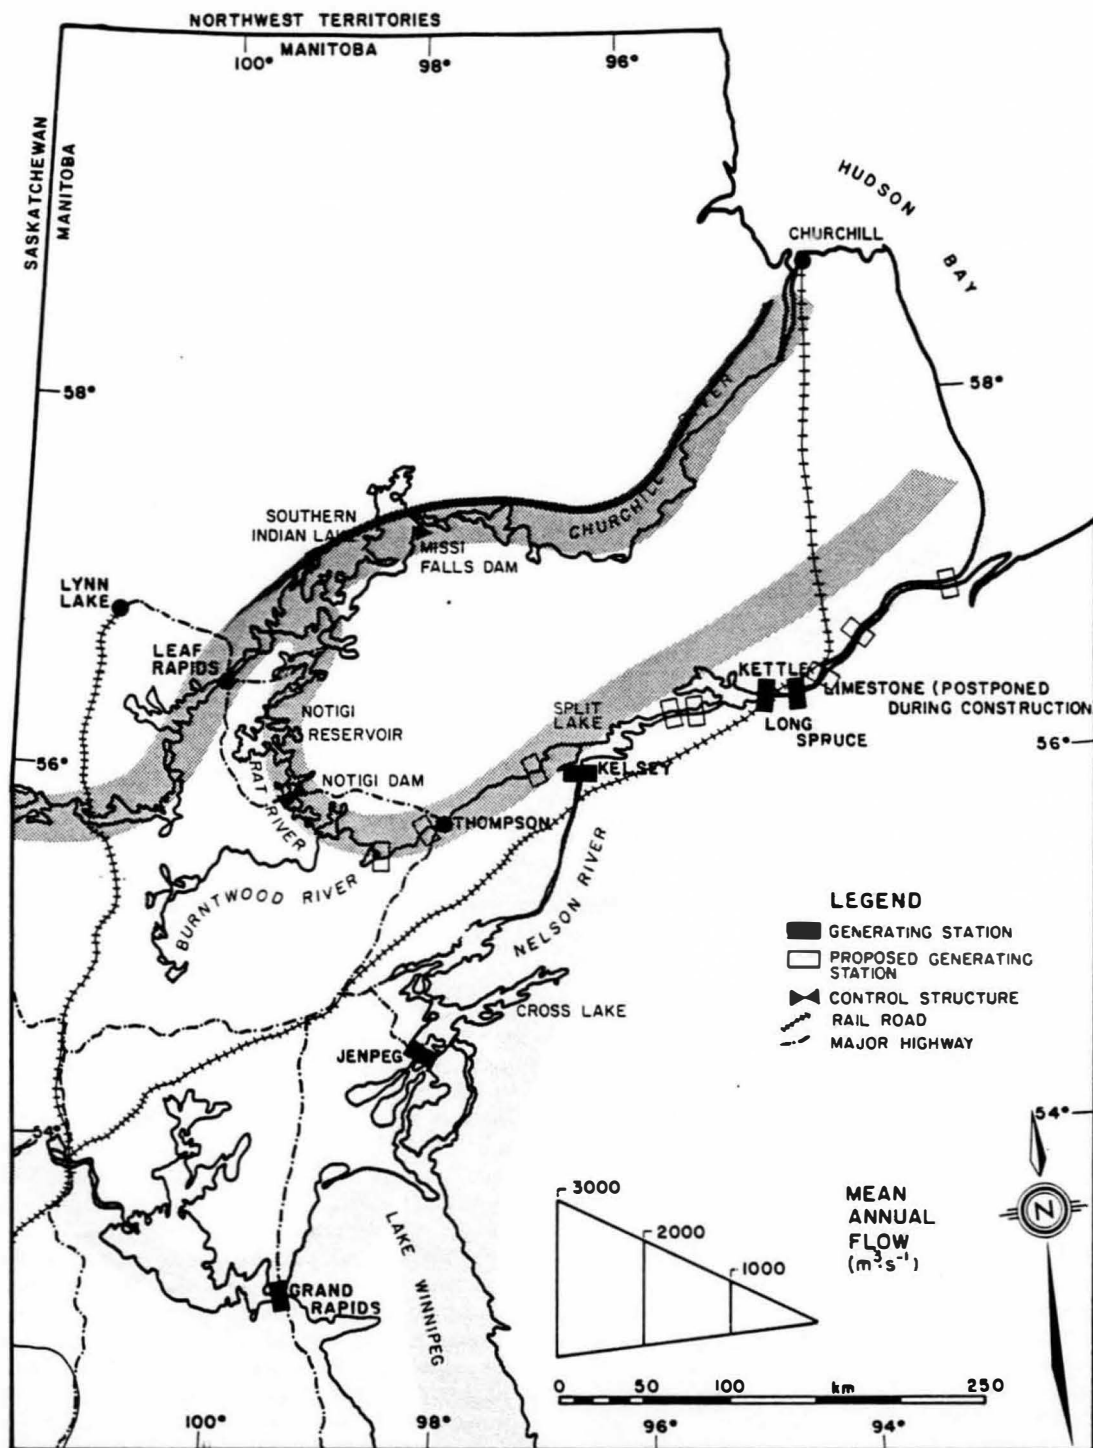 NORTHWEST TERRITORIES
MANITOBA
100°
98°
96°
SASKATCHEWAN
MANITOBA
HUDSON
BAY
CHURCHILL
58°
58°
CHURCHILL RIVER
SOUTHERN
INDIAN LAKE
MISSI
FALLS DAM
LYNN
LAKE
LEAF
RAPIDS
NOTIGI
RESERVOIR
KETTLE
LIMESTONE (POSTPONED
DURING CONSTRUCTION
SPLIT
LAKE
LONG
SPRUCE
56°
56°
NOTIGI DAM
KELSEY
RAT RIVER
THOMPSON
BURNTWOOD RIVER
NELSON RIVER
LEGEND
GENERATING STATION
PROPOSED GENERATING
STATION
CONTROL STRUCTURE
RAIL ROAD
MAJOR HIGHWAY
CROSS LAKE
JENPEG
54°
54°
3000
2000
1000
MEAN
ANNUAL
FLOW
(m³·s⁻¹)
N
LAKE WINNIPEG
GRAND
RAPIDS
0 50 100 km 250
100°
98°
96°
94°